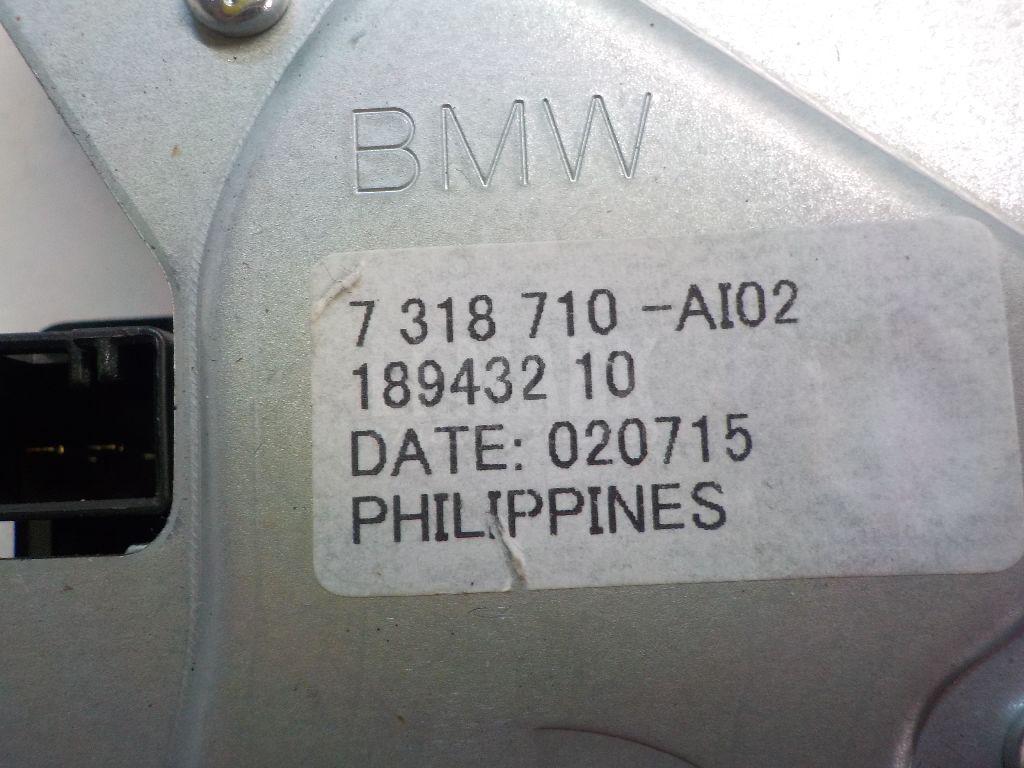 BMW
7 318 710 -AI02
189432 10
DATE: 020715
PHILIPPINES